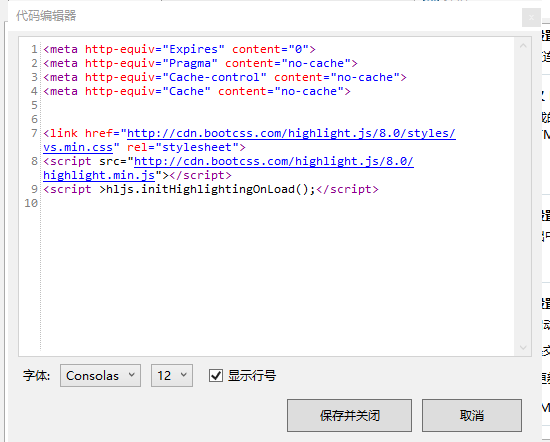 代码编辑器
1 <meta http-equiv="Expires" content="0">
2 <meta http-equiv="Pragma" content="no-cache">
3 <meta http-equiv="Cache-control" content="no-cache">
4 <meta http-equiv="Cache" content="no-cache">
5
6
7 <link href="http://cdn.bootcss.com/highlight.js/8.0/styles/
vs.min.css" rel="stylesheet">
8 <script src="http://cdn.bootcss.com/highlight.js/8.0/
highlight.min.js"></script>
9 <script >hljs.initHighlightingOnLoad();</script>
10
字体: Consolas 12 显示行号
保存并关闭 取消